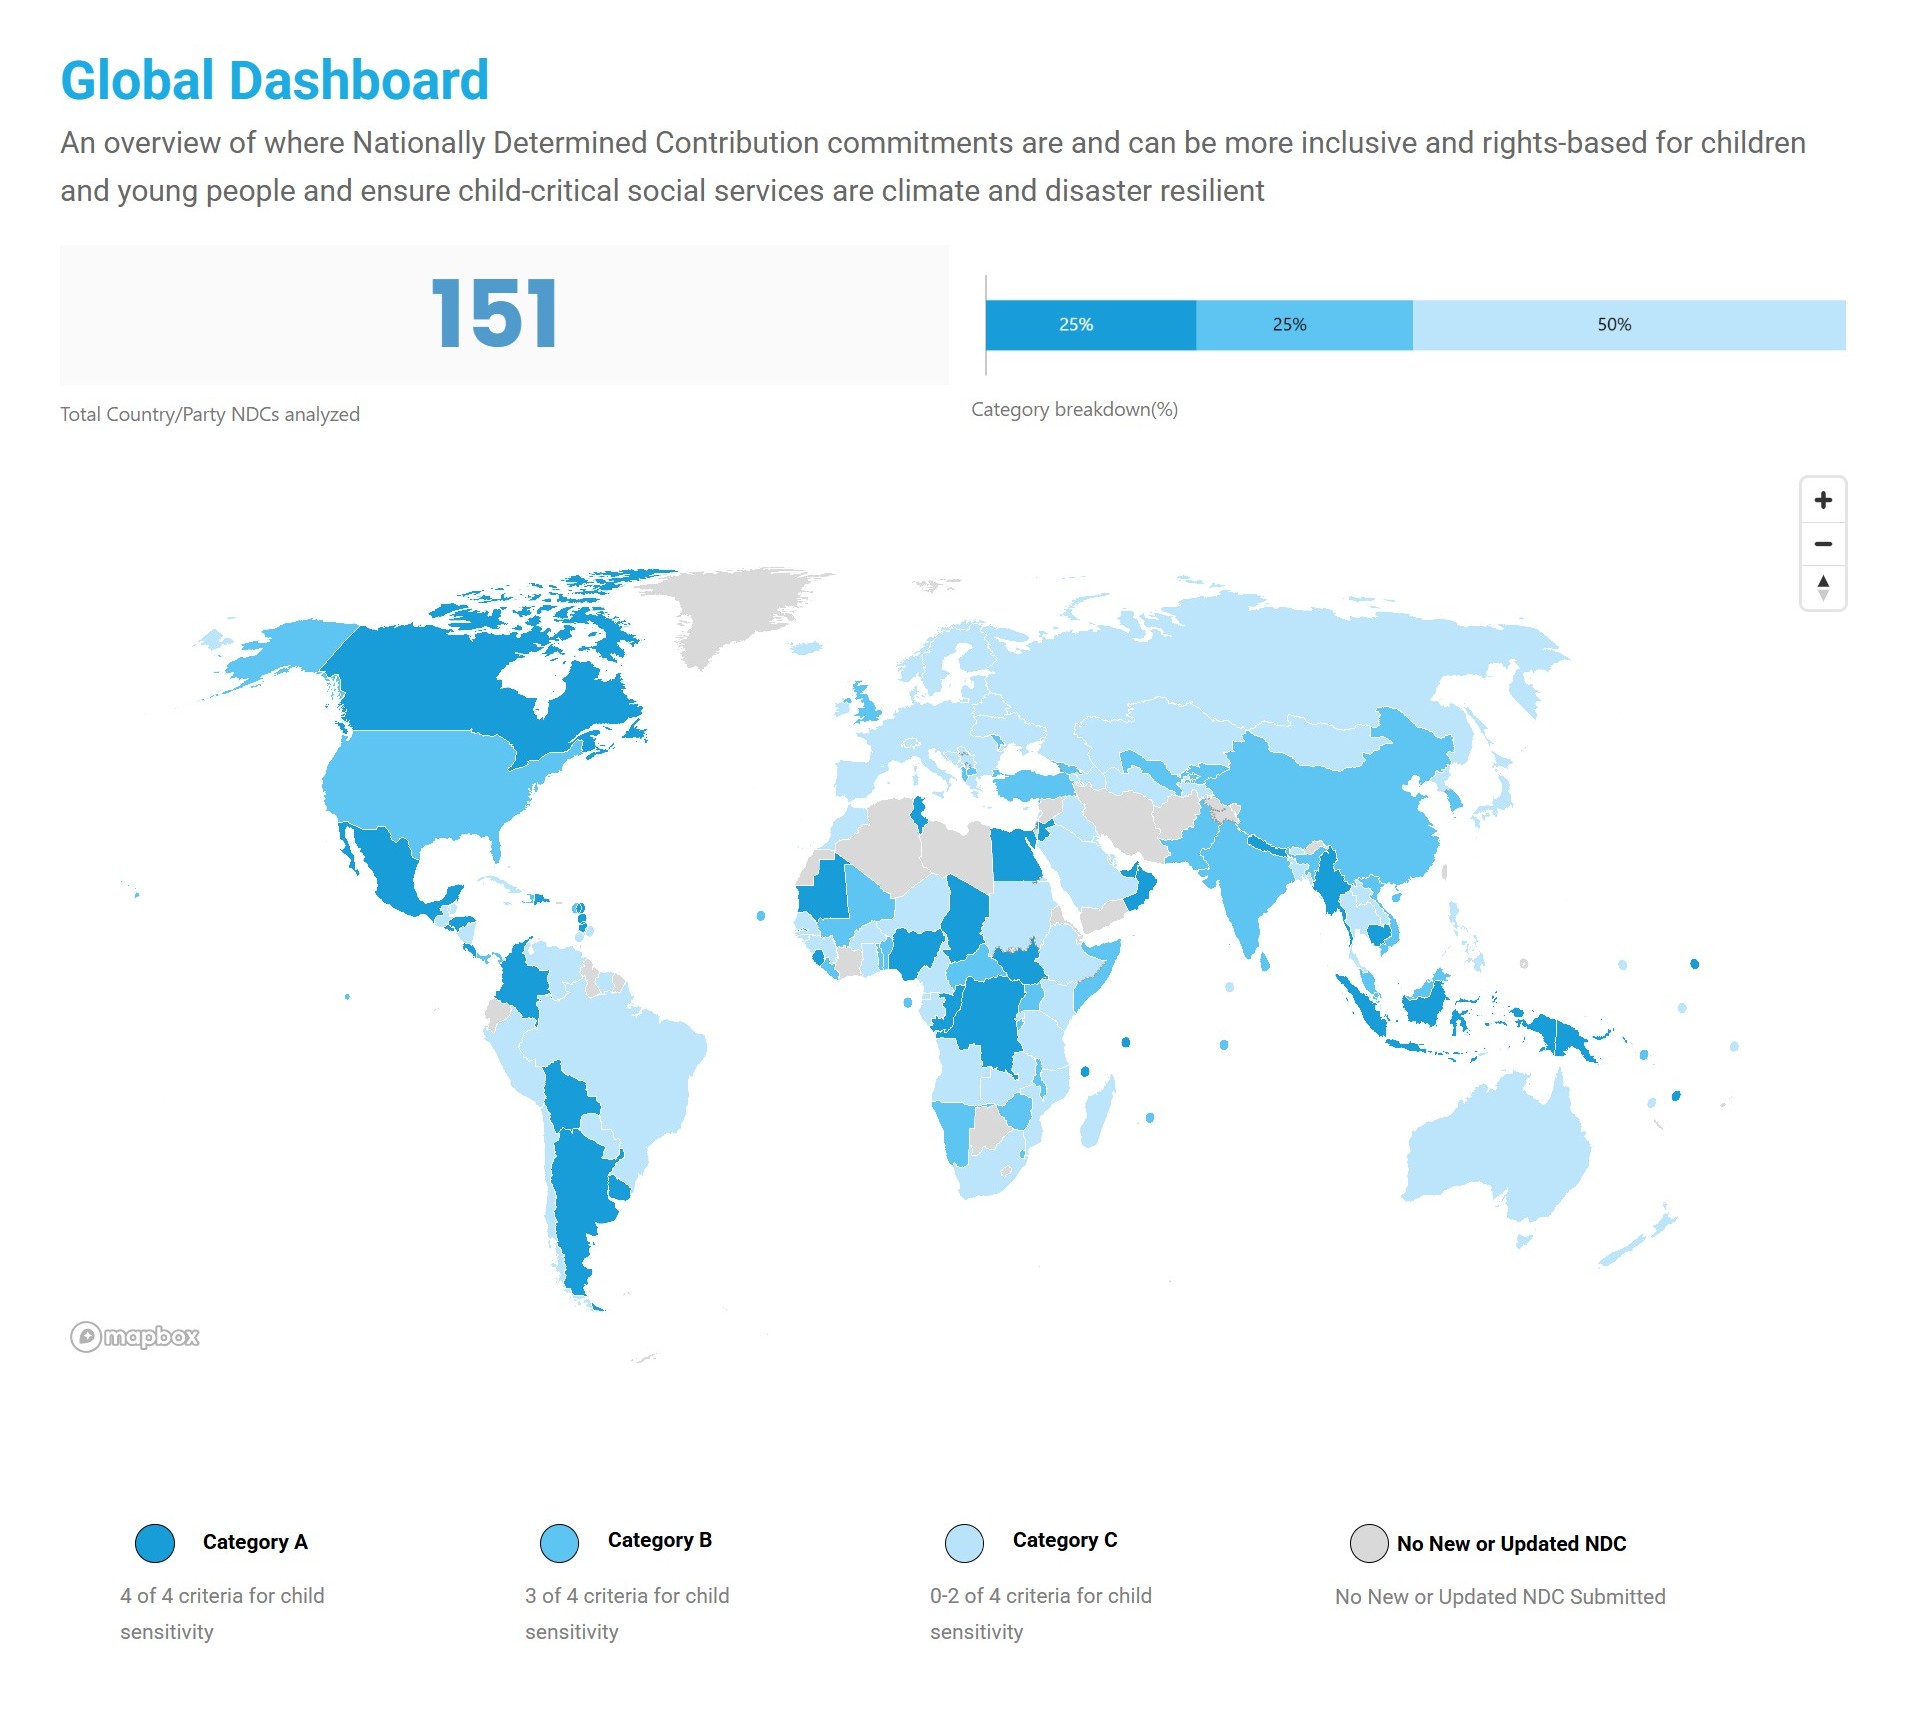 Global Dashboard
An overview of where Nationally Determined Contribution commitments are and can be more inclusive and rights-based for children
and young people and ensure child-critical social services are climate and disaster resilient
151
Total Country/Party NDCs analyzed
25% 25% 50%
Category breakdown(%)
mapbox
Category A
4 of 4 criteria for child
sensitivity
Category B
3 of 4 criteria for child
sensitivity
Category C
0-2 of 4 criteria for child
sensitivity
No New or Updated NDC
No New or Updated NDC Submitted